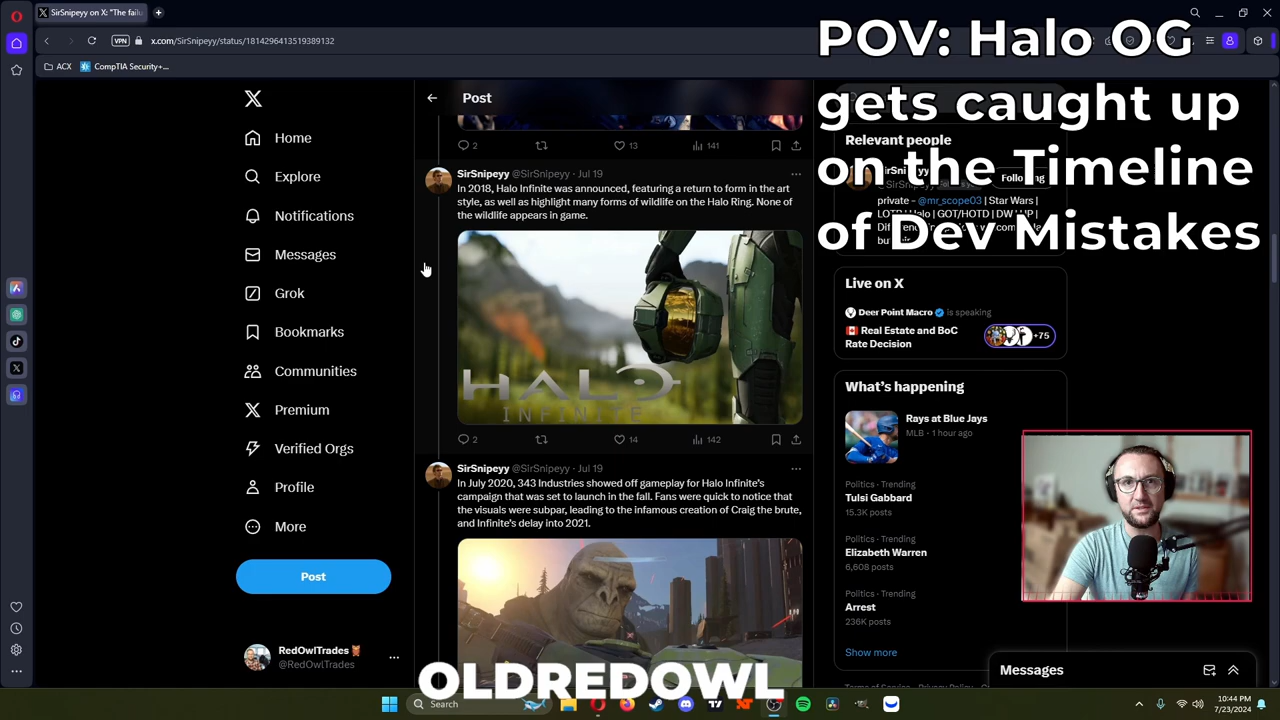 SirSnipeyy on X: "The failu
x.com/SirSnipeyy/status/1814296413519389132
VPN
ACX
CompTIA Security+...
POV: Halo OG
gets caught up
on the Timeline
of Dev Mistakes
Home
Explore
Notifications
Messages
Grok
Bookmarks
Communities
Premium
Verified Orgs
Profile
More
Post
RedOwlTrades
@RedOwlTrades
Post
2
13
141
SirSnipeyy @SirSnipeyy · Jul 19
In 2018, Halo Infinite was announced, featuring a return to form in the art
style, as well as highlight many forms of wildlife on the Halo Ring. None of
the wildlife appears in game.
HALO
INFINITE
2
14
142
SirSnipeyy @SirSnipeyy · Jul 19
In July 2020, 343 Industries showed off gameplay for Halo Infinite's
campaign that was set to launch in the fall. Fans were quick to notice that
the visuals were subpar, leading to the infamous creation of Craig the brute,
and Infinite's delay into 2021.
OLDREDOWL
Relevant people
@SirSnipeyy
Following
private - @mr_scope03 | Star Wars |
Live on X
Deer Point Macro is speaking
Real Estate and BoC
Rate Decision
+75
What's happening
Rays at Blue Jays
MLB · 1 hour ago
Politics · Trending
Tulsi Gabbard
15.3K posts
Politics · Trending
Elizabeth Warren
6,608 posts
Politics · Trending
Arrest
236K posts
Show more
Messages
Search
10:44 PM
7/23/2024